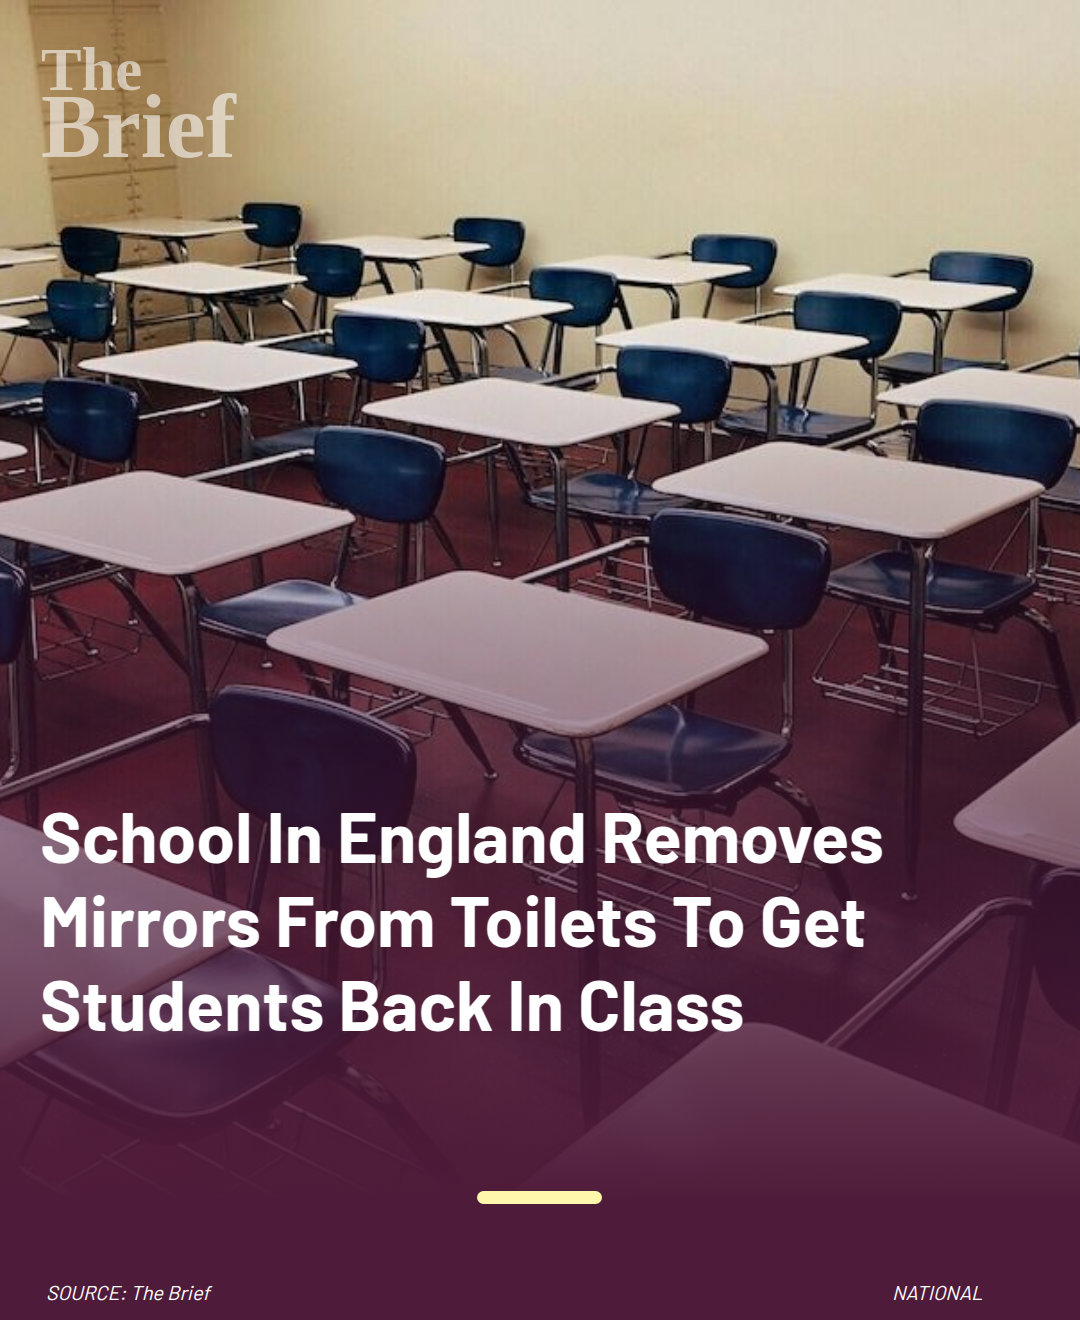 The
Brief
School In England Removes
Mirrors From Toilets To Get
Students Back In Class
SOURCE: The Brief
NATIONAL